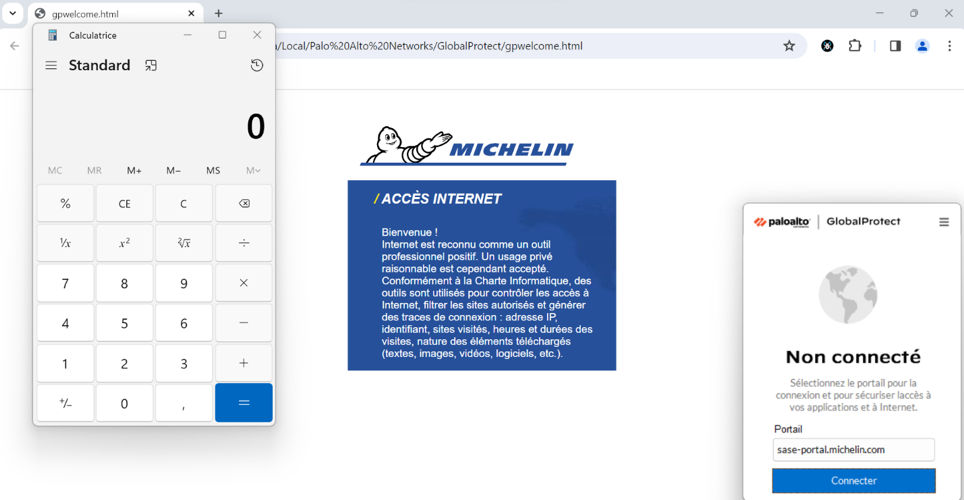 gpwelcome.html
Calculatrice
/Local/Palo%20Alto%20Networks/GlobalProtect/gpwelcome.html
Standard
0
MC MR M+ M− MS M
% CE C
¹/x x² ²√x ÷
7 8 9 ×
4 5 6 −
1 2 3 +
+/− 0 , =
MICHELIN
/ ACCÈS INTERNET
Bienvenue !
Internet est reconnu comme un outil
professionnel positif. Un usage privé
raisonnable est cependant accepté.
Conformément à la Charte Informatique, des
outils sont utilisés pour contrôler les accès à
Internet, filtrer les sites autorisés et générer
des traces de connexion : adresse IP,
identifiant, sites visités, heures et durées des
visites, nature des éléments téléchargés
(textes, images, vidéos, logiciels, etc.).
paloalto GlobalProtect
Non connecté
Sélectionnez le portail pour la
connexion et pour sécuriser laccès à
vos applications et à Internet.
Portail
sase-portal.michelin.com
Connecter